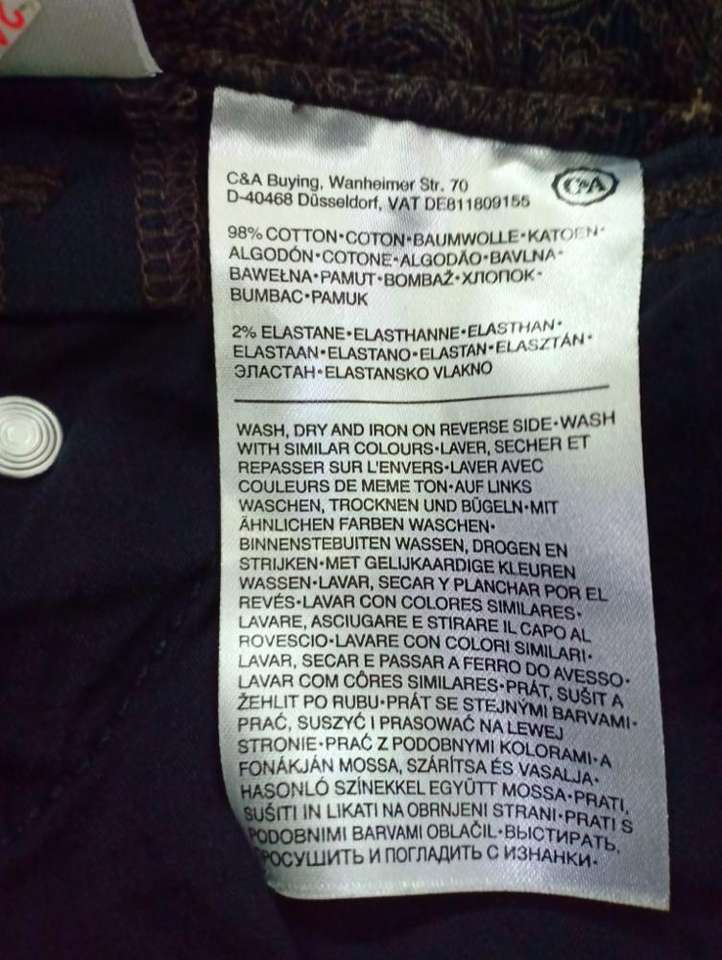 C&A Buying, Wanheimer Str. 70
D-40468 Düsseldorf, VAT DE811809155
C&A
98% COTTON•COTON•BAUMWOLLE•KATOEN•
ALGODÓN•COTONE•ALGODÃO•BAVLNA•
BAWEŁNA•PAMUT•BOMBAŽ•ХЛОПОК•
BUMBAC•PAMUK
2% ELASTANE•ELASTHANNE•ELASTHAN•
ELASTAAN•ELASTANO•ELASTAN•ELASZTÁN•
ЭЛАСТАН•ELASTANSKO VLAKNO
WASH, DRY AND IRON ON REVERSE SIDE•WASH
WITH SIMILAR COLOURS•LAVER, SECHER ET
REPASSER SUR L'ENVERS•LAVER AVEC
COULEURS DE MEME TON•AUF LINKS
WASCHEN, TROCKNEN UND BÜGELN•MIT
ÄHNLICHEN FARBEN WASCHEN•
BINNENSTEBUITEN WASSEN, DROGEN EN
STRIJKEN•MET GELIJKAARDIGE KLEUREN
WASSEN•LAVAR, SECAR Y PLANCHAR POR EL
REVÉS•LAVAR CON COLORES SIMILARES•
LAVARE, ASCIUGARE E STIRARE IL CAPO AL
ROVESCIO•LAVARE CON COLORI SIMILARI•
LAVAR, SECAR E PASSAR A FERRO DO AVESSO•
LAVAR COM CÔRES SIMILARES•PRÁT, SUŠIT A
ŽEHLIT PO RUBU•PRÁT SE STEJNÝMI BARVAMI•
PRAĆ, SUSZYĆ I PRASOWAĆ NA LEWEJ
STRONIE•PRAĆ Z PODOBNYMI KOLORAMI•A
FONÁKJÁN MOSSA, SZÁRÍTSA ÉS VASALJA•
HASONLÓ SZÍNEKKEL EGYÜTT MOSSA•PRATI,
SUŠITI IN LIKATI NA OBRNJENI STRANI•PRATI S
PODOBNIMI BARVAMI OBLAČIL•ВЫСТИРАТЬ,
ПРОСУШИТЬ И ПОГЛАДИТЬ С ИЗНАНКИ•